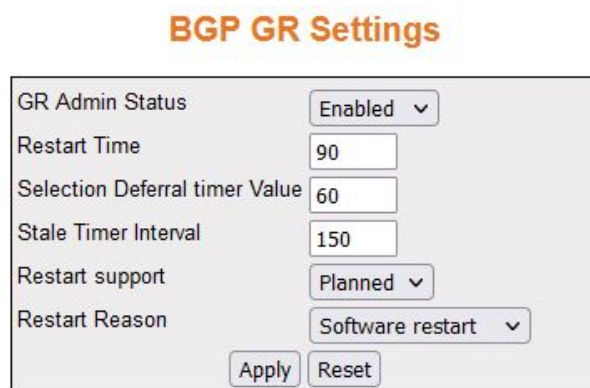 BGP GR Settings
GR Admin Status Enabled
Restart Time 90
Selection Deferral timer Value 60
Stale Timer Interval 150
Restart support Planned
Restart Reason Software restart
Apply Reset